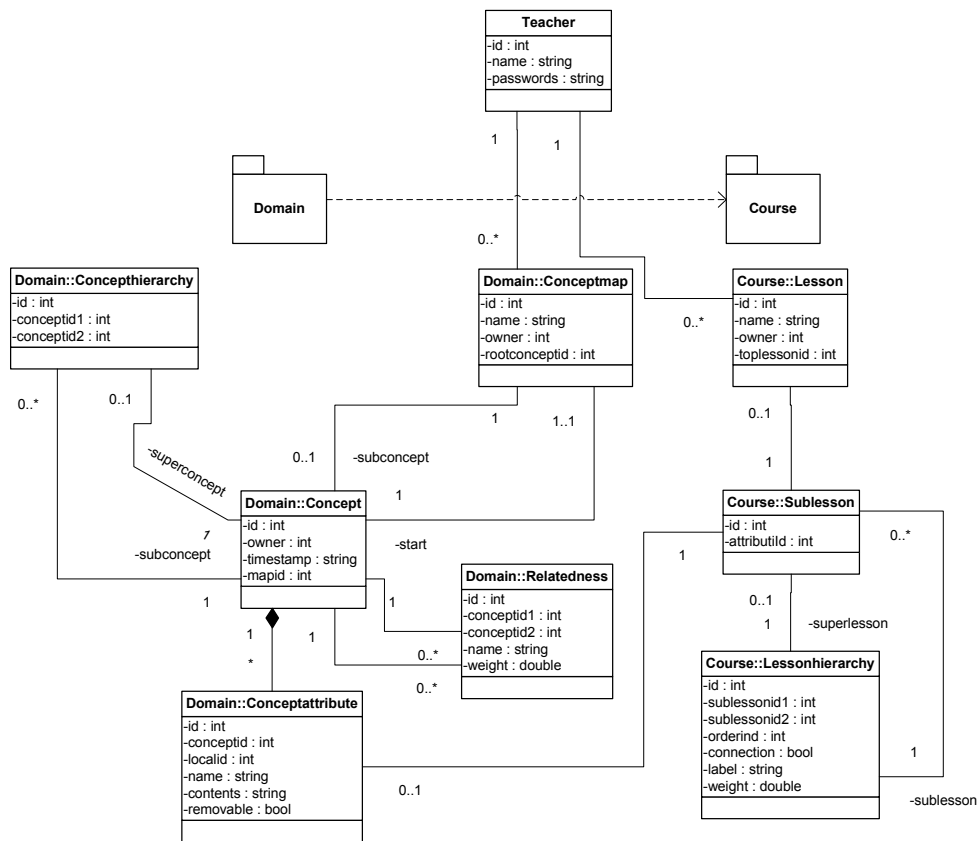 Teacher
-id : int
-name : string
-passwords : string
1
1
Domain
Course
0..*
0..*
Domain::Concepthierarchy
-id : int
-conceptid1 : int
-conceptid2 : int
Domain::Conceptmap
-id : int
-name : string
-owner : int
-rootconceptid : int
Course::Lesson
-id : int
-name : string
-owner : int
-toplessonid : int
0..*
0..1
1
1..1
0..1
0..1
-subconcept
-superconcept
1
1
Domain::Concept
-id : int
-owner : int
-timestamp : string
-mapid : int
1
-subconcept
1
-start
Course::Sublesson
-id : int
-attributiId : int
1
0..*
Domain::Relatedness
-id : int
-conceptid1 : int
-conceptid2 : int
-name : string
-weight : double
1
1
1
0..*
0..*
*
0..1
1
-superlesson
Domain::Conceptattribute
-id : int
-conceptid : int
-localid : int
-name : string
-contents : string
-removable : bool
0..1
Course::Lessonhierarchy
-id : int
-sublessonid1 : int
-sublessonid2 : int
-orderind : int
-connection : bool
-label : string
-weight : double
1
-sublesson